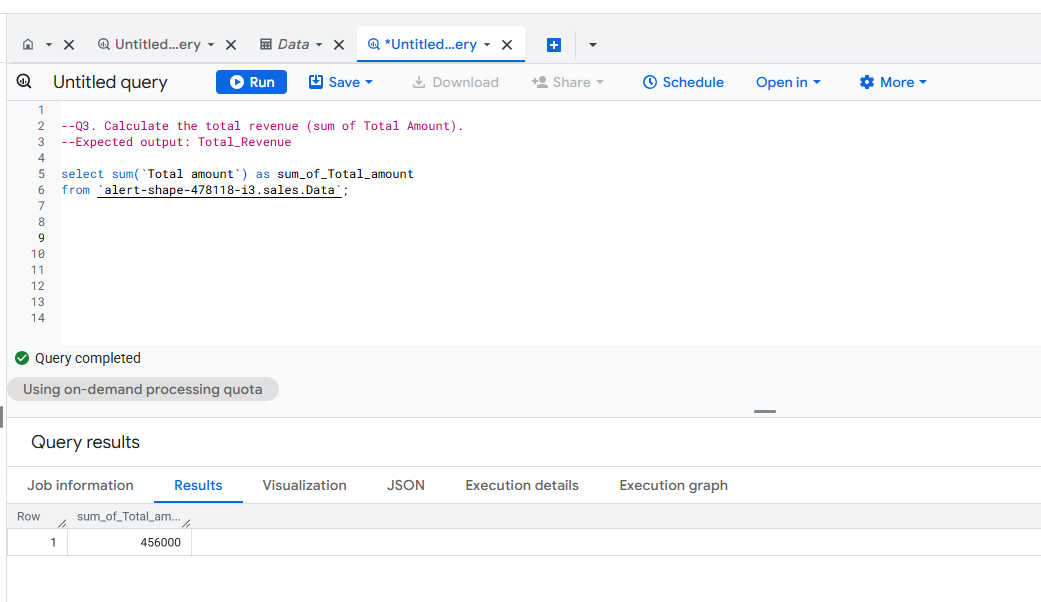 Untitled...ery
Data
*Untitled...ery
Untitled query
Run
Save
Download
Share
Schedule
Open in
More
1
2 --Q3. Calculate the total revenue (sum of Total Amount).
3 --Expected output: Total_Revenue
4
5 select sum(`Total amount`) as sum_of_Total_amount
6 from `alert-shape-478118-i3.sales.Data`;
7
8
9
10
11
12
13
14
Query completed
Using on-demand processing quota
Query results
Job information
Results
Visualization
JSON
Execution details
Execution graph
Row sum_of_Total_am...
1 456000